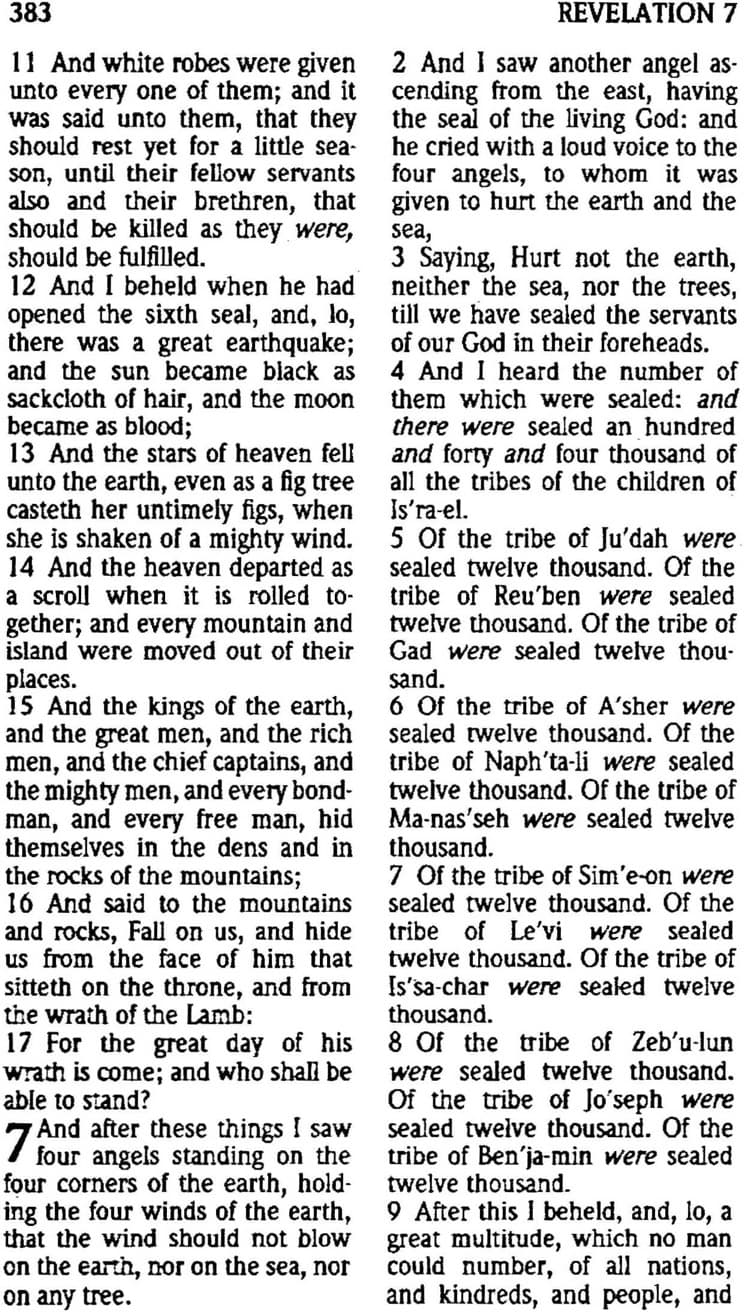 383
REVELATION 7
11 And white robes were given
unto every one of them; and it
was said unto them, that they
should rest yet for a little sea-
son, until their fellow servants
also and their brethren, that
should be killed as they were,
should be fulfilled.
12 And I beheld when he had
opened the sixth seal, and, lo,
there was a great earthquake;
and the sun became black as
sackcloth of hair, and the moon
became as blood;
13 And the stars of heaven fell
unto the earth, even as a fig tree
casteth her untimely figs, when
she is shaken of a mighty wind.
14 And the heaven departed as
a scroll when it is rolled to-
gether; and every mountain and
island were moved out of their
places.
15 And the kings of the earth,
and the great men, and the rich
men, and the chief captains, and
the mighty men, and every bond-
man, and every free man, hid
themselves in the dens and in
the rocks of the mountains;
16 And said to the mountains
and rocks, Fall on us, and hide
us from the face of him that
sitteth on the throne, and from
the wrath of the Lamb:
17 For the great day of his
wrath is come; and who shall be
able to stand?
7 And after these things I saw
four angels standing on the
four corners of the earth, hold-
ing the four winds of the earth,
that the wind should not blow
on the earth, nor on the sea, nor
on any tree.
2 And I saw another angel as-
cending from the east, having
the seal of the living God: and
he cried with a loud voice to the
four angels, to whom it was
given to hurt the earth and the
sea,
3 Saying, Hurt not the earth,
neither the sea, nor the trees,
till we have sealed the servants
of our God in their foreheads.
4 And I heard the number of
them which were sealed: and
there were sealed an hundred
and forty and four thousand of
all the tribes of the children of
Is'ra-el.
5 Of the tribe of Ju'dah were
sealed twelve thousand. Of the
tribe of Reu'ben were sealed
twelve thousand. Of the tribe of
Gad were sealed twelve thou-
sand.
6 Of the tribe of A'sher were
sealed twelve thousand. Of the
tribe of Naph'ta-li were sealed
twelve thousand. Of the tribe of
Ma-nas'seh were sealed twelve
thousand.
7 Of the tribe of Sim'e-on were
sealed twelve thousand. Of the
tribe of Le'vi were sealed
twelve thousand. Of the tribe of
Is'sa-char were sealed twelve
thousand.
8 Of the tribe of Zeb'u-lun
were sealed twelve thousand.
Of the tribe of Jo'seph were
sealed twelve thousand. Of the
tribe of Ben'ja-min were sealed
twelve thousand.
9 After this I beheld, and, lo, a
great multitude, which no man
could number, of all nations,
and kindreds, and people, and